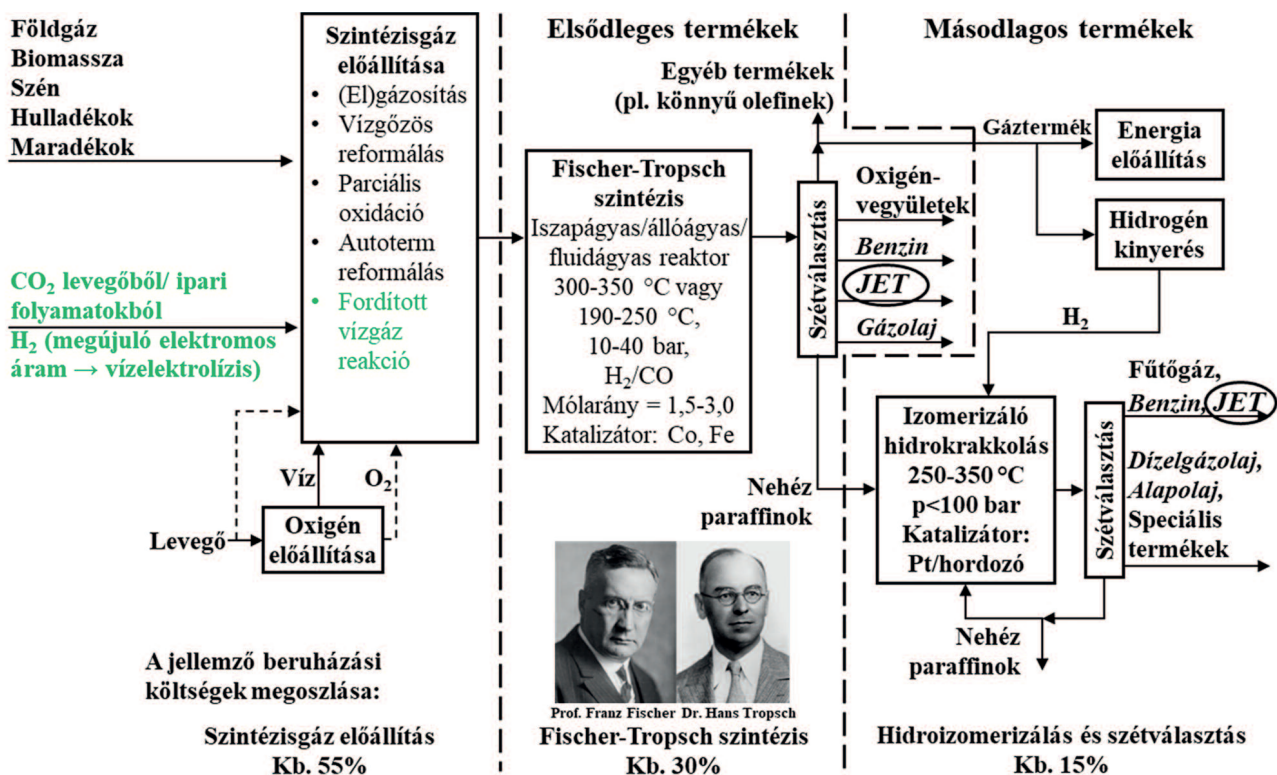 Földgáz
Biomassza
Szén
Hulladékok
Maradékok
CO₂ levegőből/ ipari
folyamatokból
H₂ (megújuló elektromos
áram → vízelektrolízis)
Szintézisgáz
előállítása
• (El)gázosítás
• Vízgőzös
reformálás
• Parciális
oxidáció
• Autoterm
reformálás
• Fordított
vízgáz
reakció
Víz
O₂
Levegő
Oxigén
előállítása
Elsődleges termékek
Egyéb termékek
(pl. könnyű olefinek)
Fischer-Tropsch
szintézis
Iszapágyas/állóágyas/
fluidágyas reaktor
300-350 °C vagy
190-250 °C,
10-40 bar,
H₂/CO
Mólarány = 1,5-3,0
Katalizátor: Co, Fe
Szétválasztás
Oxigén-
vegyületek
Benzin
JET
Gázolaj
Nehéz
paraffinok
Másodlagos termékek
Gáztermék
Energia
előállítás
Hidrogén
kinyerés
H₂
Izomerizáló
hidrokrakkolás
250-350 °C
p<100 bar
Katalizátor:
Pt/hordozó
Szétválasztás
Fűtőgáz,
Benzin, JET
Dízelgázolaj,
Alapolaj,
Speciális
termékek
Nehéz
paraffinok
Prof. Franz Fischer Dr. Hans Tropsch
A jellemző beruházási
költségek megoszlása:
Szintézisgáz előállítás
Kb. 55%
Fischer-Tropsch szintézis
Kb. 30%
Hidroizomerizálás és szétválasztás
Kb. 15%